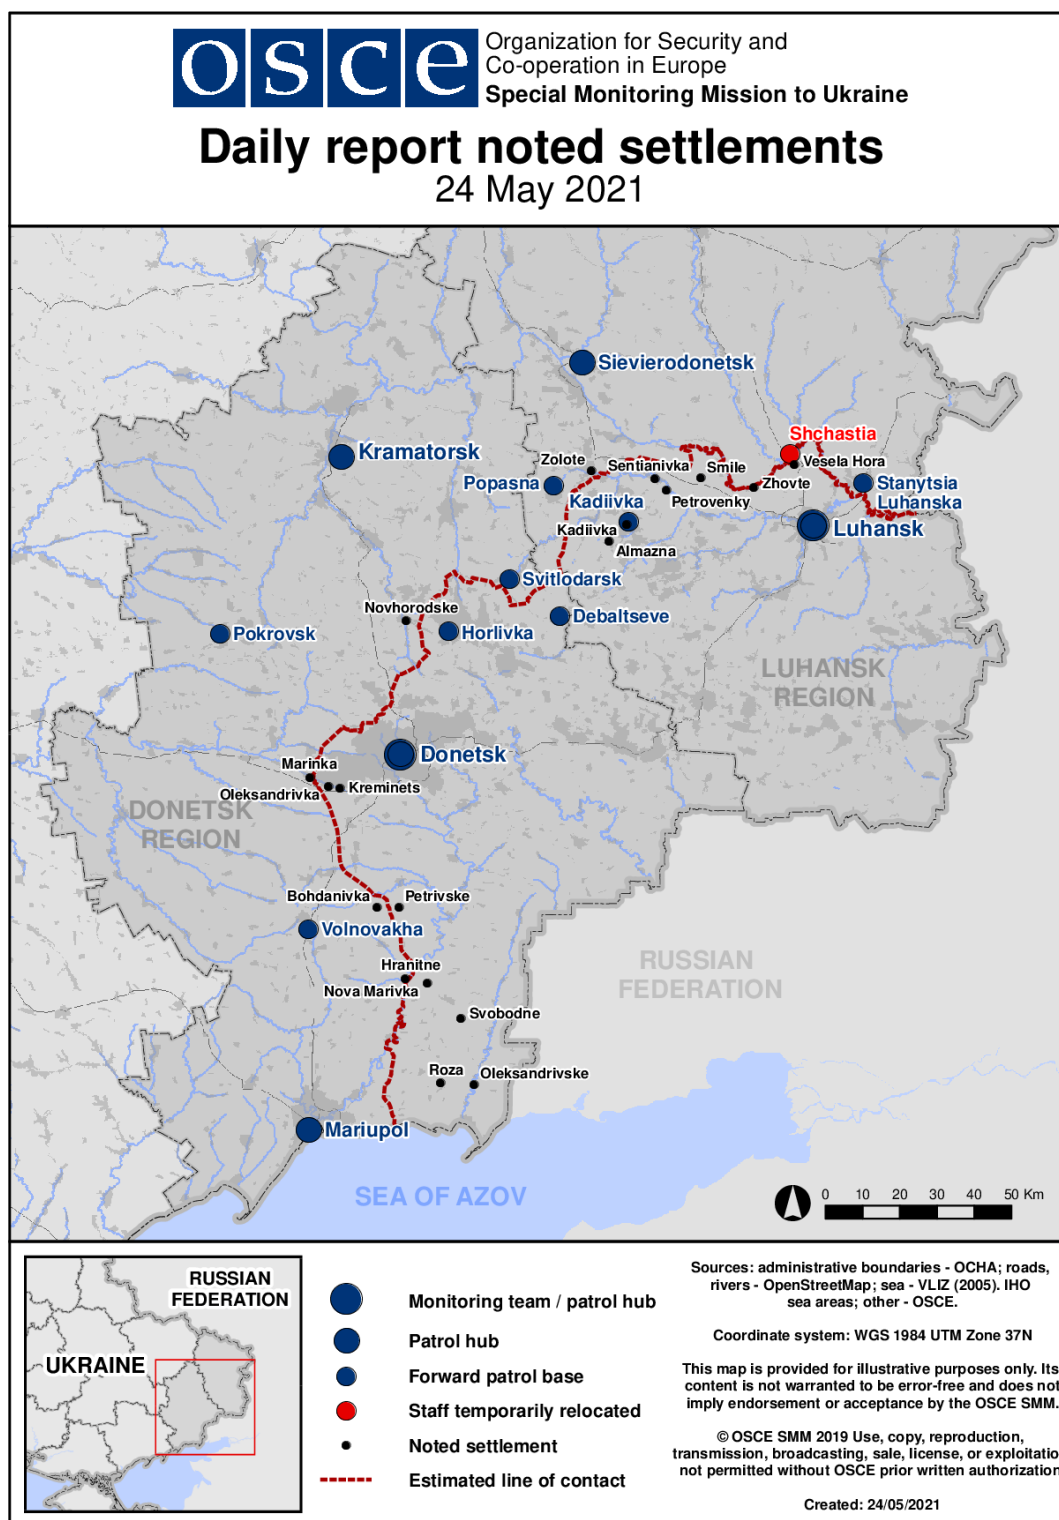 osce
Organization for Security and
Co-operation in Europe
Special Monitoring Mission to Ukraine
Daily report noted settlements
24 May 2021
Sievierodonetsk
Shchastia
Kramatorsk
Zolote
Sentianivka
Smile
Vesela Hora
Popasna
Kadiivka
Petrovenky
Zhovte
Stanytsia
Luhanska
Kadiivka
Almazna
Luhansk
Svitlodarsk
Novhorodske
Debaltseve
Pokrovsk
Horlivka
LUHANSK
REGION
Donetsk
Marinka
Oleksandrivka
Kreminets
DONETSK
REGION
Bohdanivka
Petrivske
Volnovakha
Hranitne
Nova Marivka
RUSSIAN
FEDERATION
Svobodne
Roza
Oleksandrivske
Mariupol
SEA OF AZOV
0 10 20 30 40 50 Km
RUSSIAN
FEDERATION
UKRAINE
Monitoring team / patrol hub
Patrol hub
Forward patrol base
Staff temporarily relocated
Noted settlement
Estimated line of contact
Sources: administrative boundaries - OCHA; roads,
rivers - OpenStreetMap; sea - VLIZ (2005). IHO
sea areas; other - OSCE.
Coordinate system: WGS 1984 UTM Zone 37N
This map is provided for illustrative purposes only. Its
content is not warranted to be error-free and does not
imply endorsement or acceptance by the OSCE SMM.
© OSCE SMM 2019 Use, copy, reproduction,
transmission, broadcasting, sale, license, or exploitatio
not permitted without OSCE prior written authorization
Created: 24/05/2021